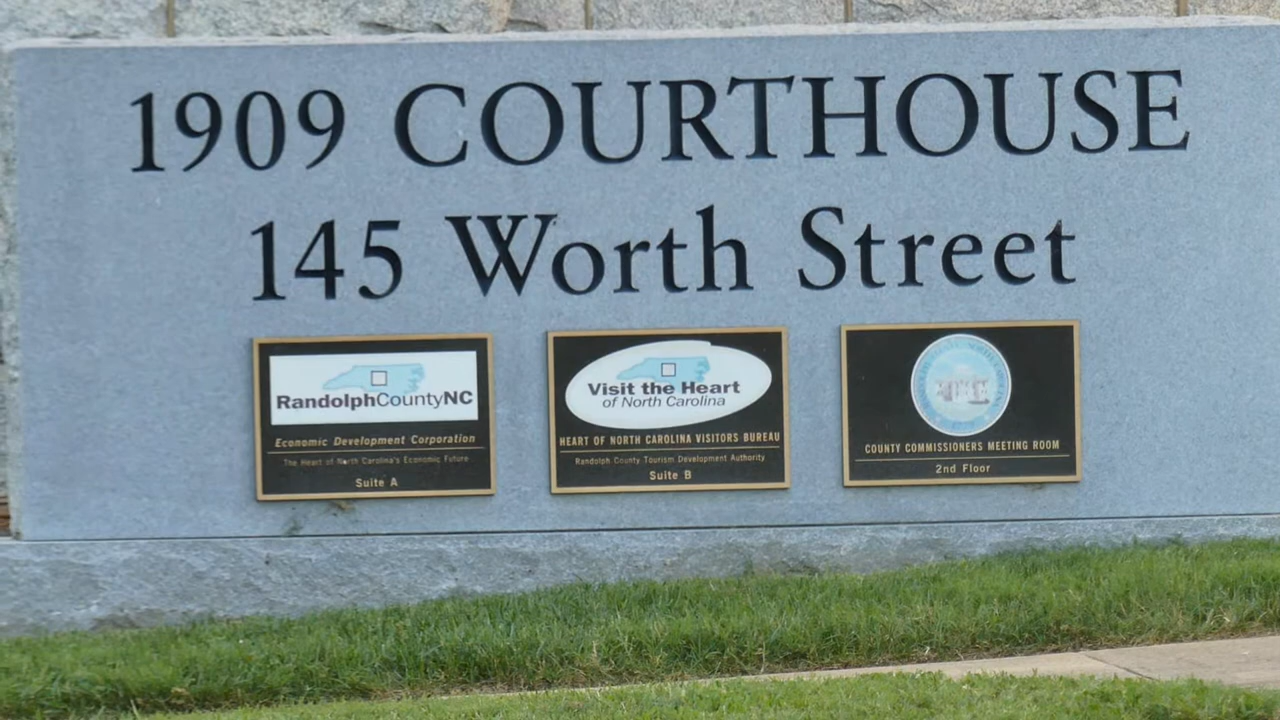 1909 COURTHOUSE
145 Worth Street
RandolphCountyNC
Economic Development Corporation
The Heart of North Carolina's Economic Future
Suite A
Visit the Heart
of North Carolina
HEART OF NORTH CAROLINA VISITORS BUREAU
Randolph County Tourism Development Authority
Suite B
COUNTY COMMISSIONERS MEETING ROOM
2nd Floor